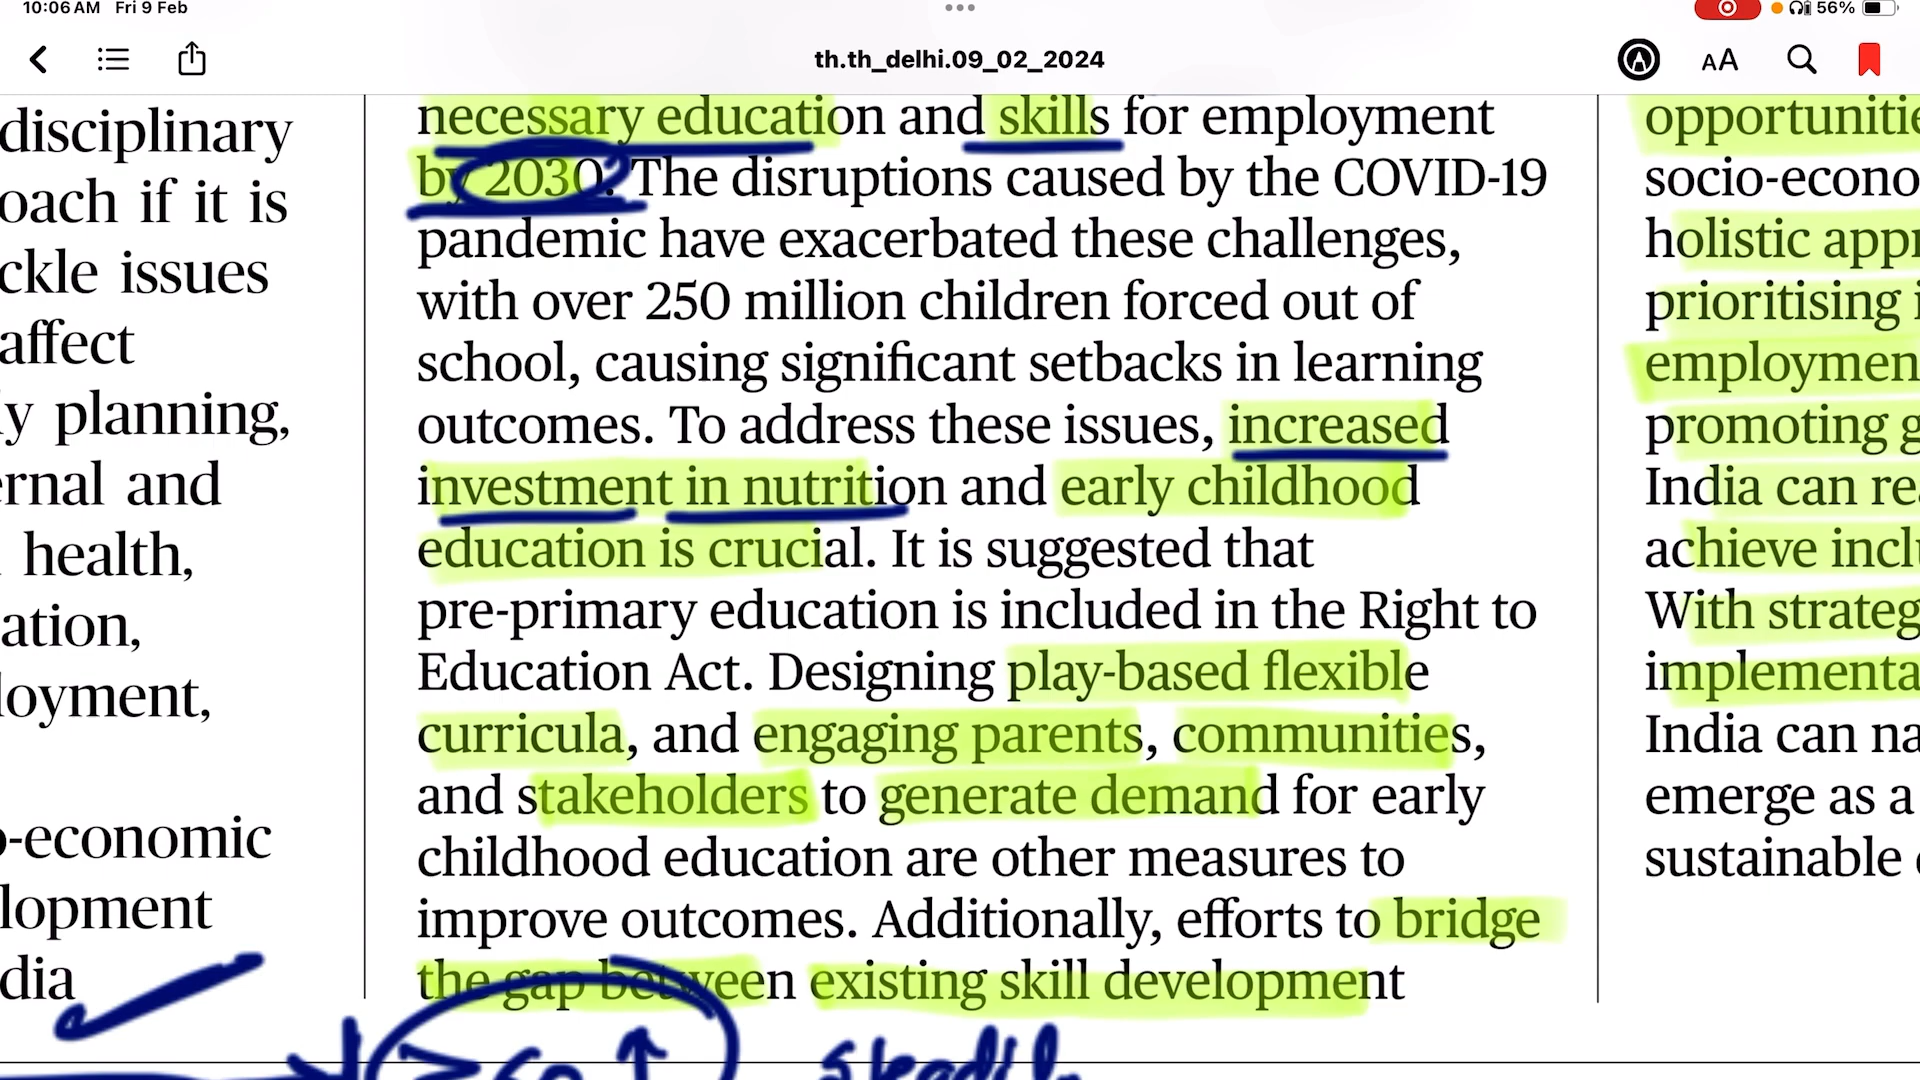 10:06 AM Fri 9 Feb
56%
th.th_delhi.09_02_2024
AA
disciplinary
oach if it is
ckle issues
affect
planning,
ernal and
health,
ation,
loyment,
o-economic
lopment
dia
necessary education and skills for employment
by 2030. The disruptions caused by the COVID-19
pandemic have exacerbated these challenges,
with over 250 million children forced out of
school, causing significant setbacks in learning
outcomes. To address these issues, increased
investment in nutrition and early childhood
education is crucial. It is suggested that
pre-primary education is included in the Right to
Education Act. Designing play-based flexible
curricula, and engaging parents, communities,
and stakeholders to generate demand for early
childhood education are other measures to
improve outcomes. Additionally, efforts to bridge
the gap between existing skill development
opportunitie
socio-econo
holistic appr
prioritising i
employmen
promoting g
India can re
achieve inclu
With strateg
implementa
India can na
emerge as a
sustainable